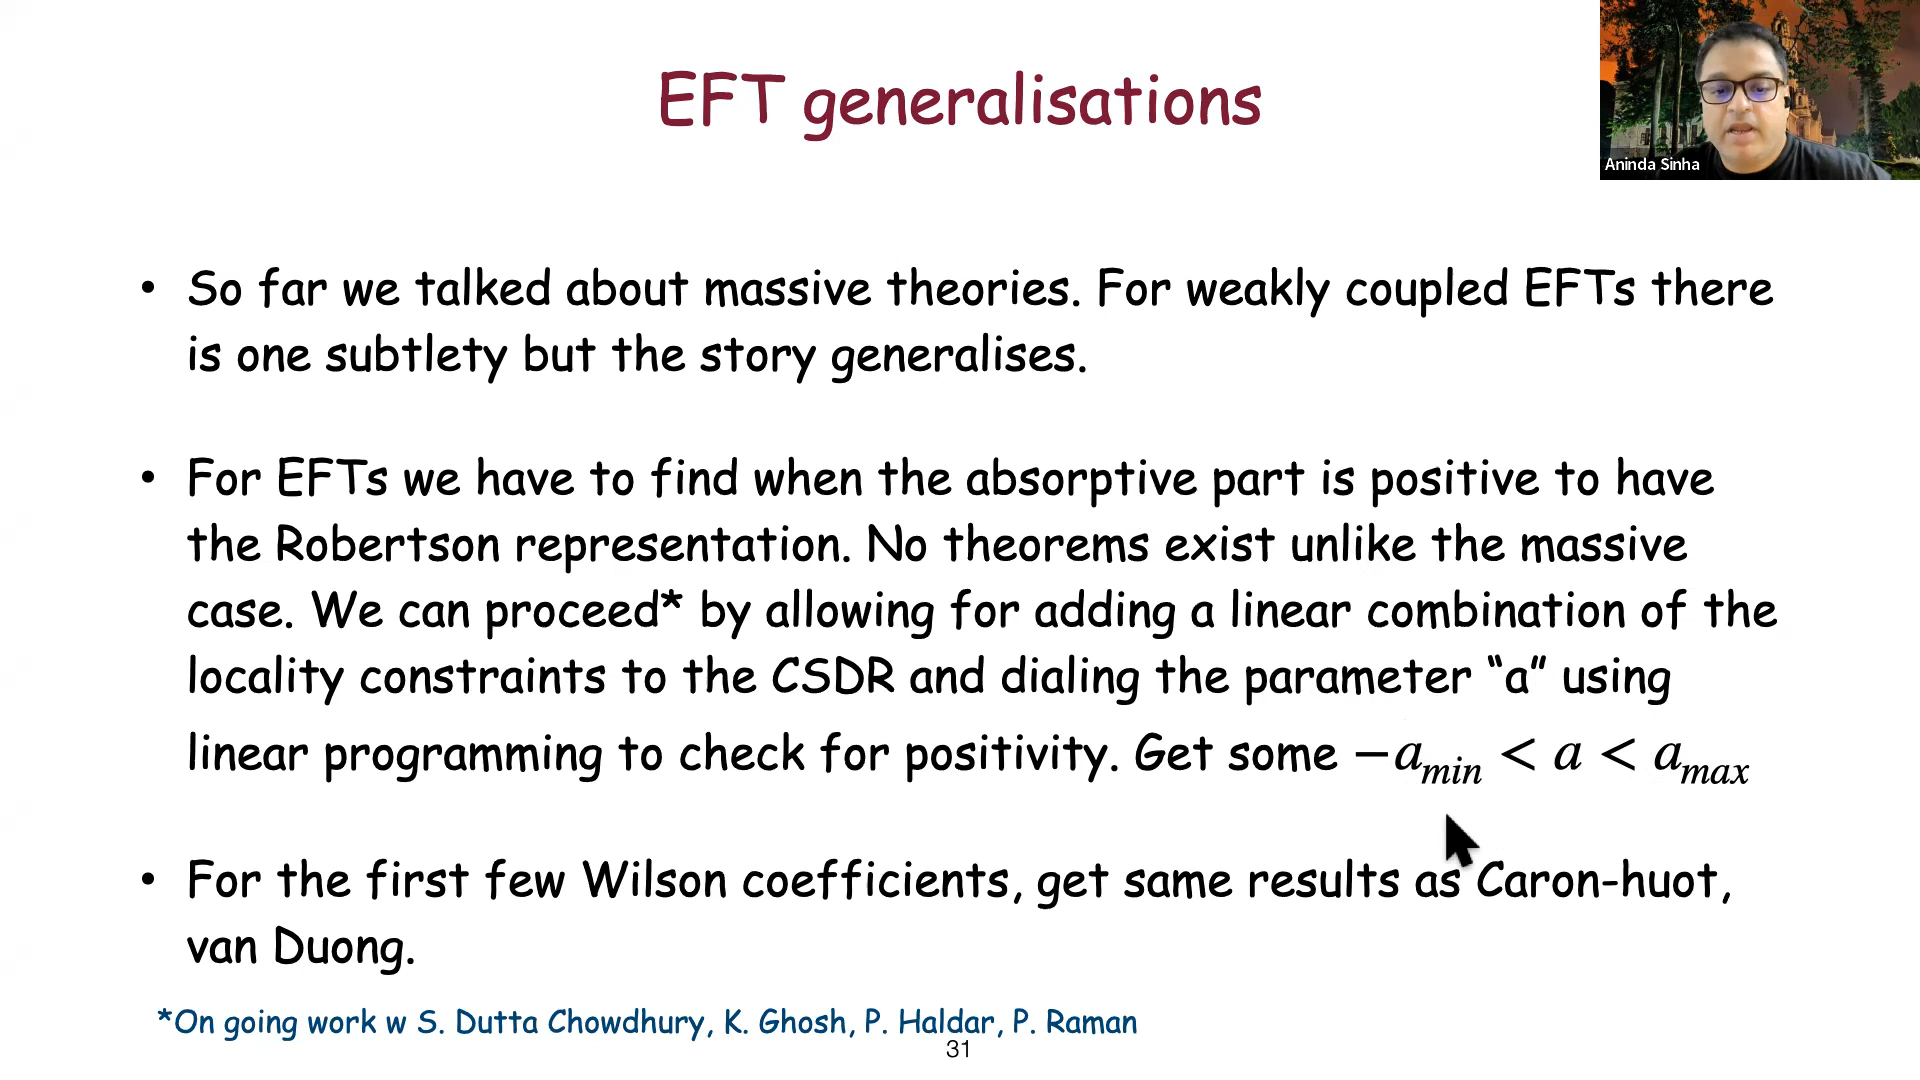 EFT generalisations
Aninda Sinha
• So far we talked about massive theories. For weakly coupled EFTs there
is one subtlety but the story generalises.
• For EFTs we have to find when the absorptive part is positive to have
the Robertson representation. No theorems exist unlike the massive
case. We can proceed* by allowing for adding a linear combination of the
locality constraints to the CSDR and dialing the parameter “a” using
linear programming to check for positivity. Get some −a_min < a < a_max
• For the first few Wilson coefficients, get same results as Caron-huot,
van Duong.
*On going work w S. Dutta Chowdhury, K. Ghosh, P. Haldar, P. Raman
31